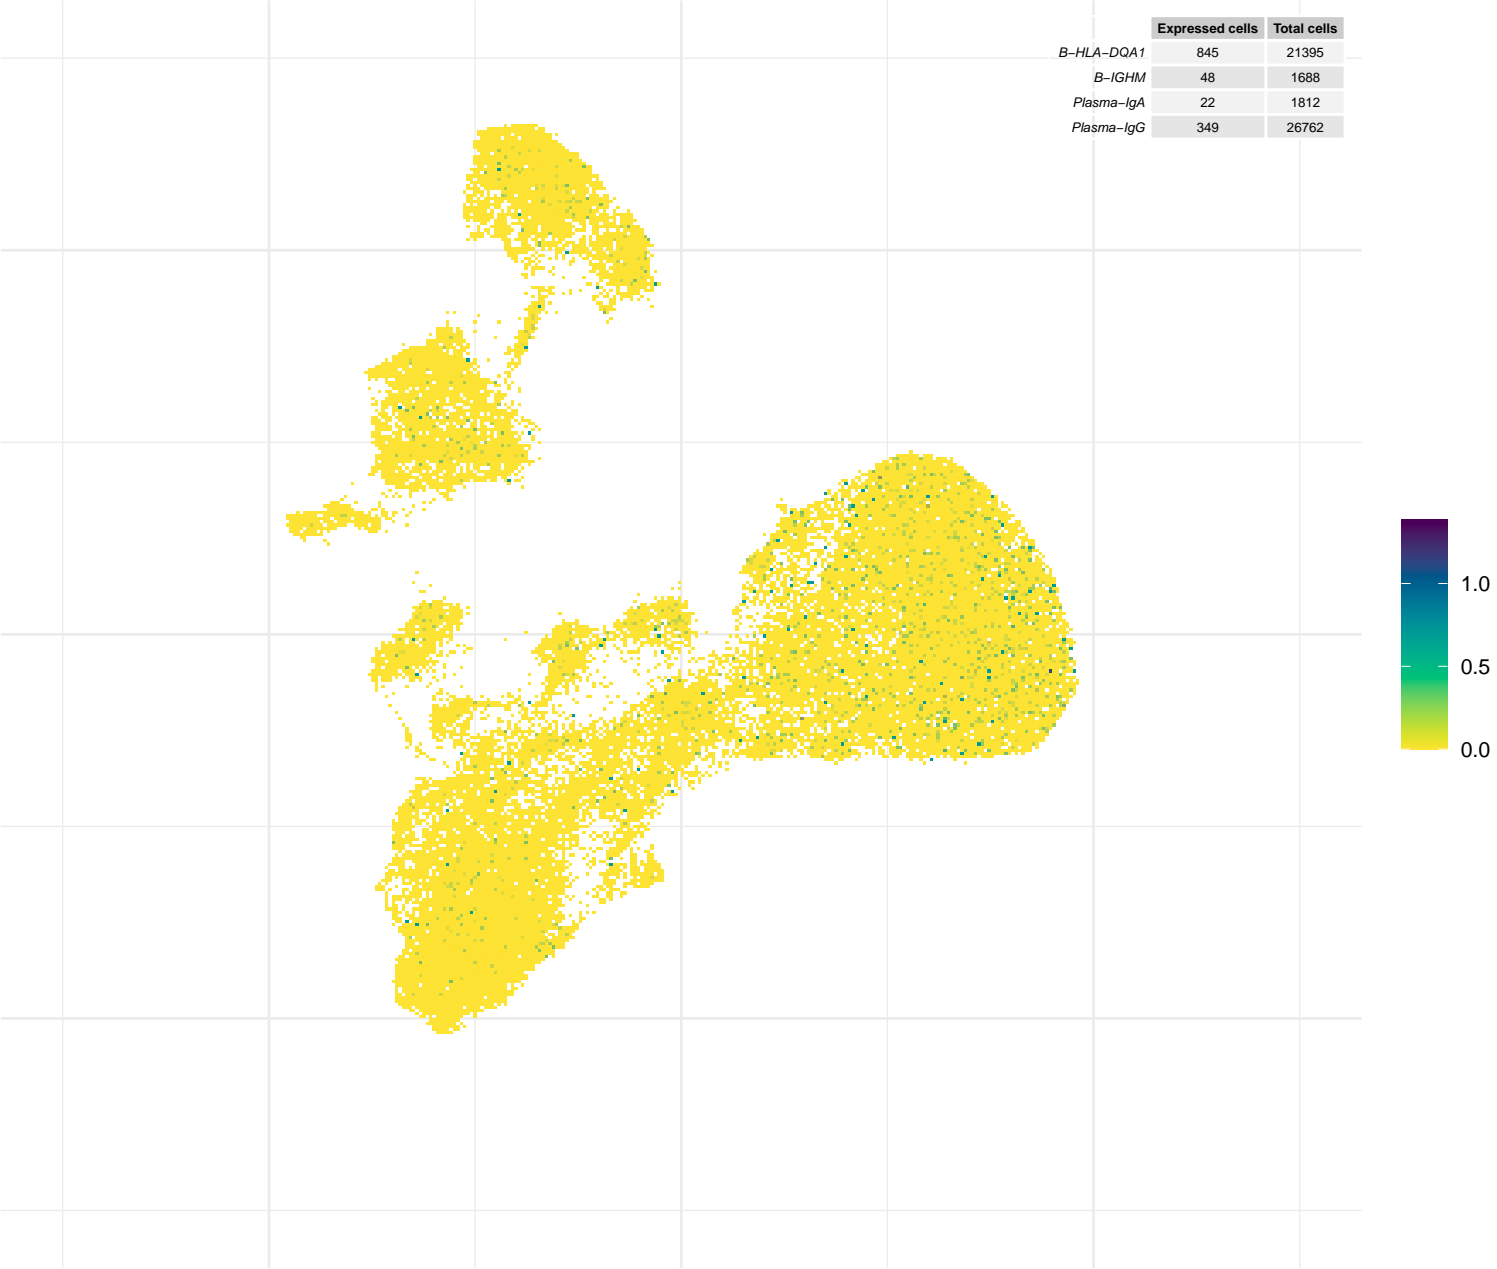 Expressed cells Total cells
B−HLA−DQA1 845 21395
B−IGHM 48 1688
Plasma−IgA 22 1812
Plasma−IgG 349 26762
1.0
0.5
0.0